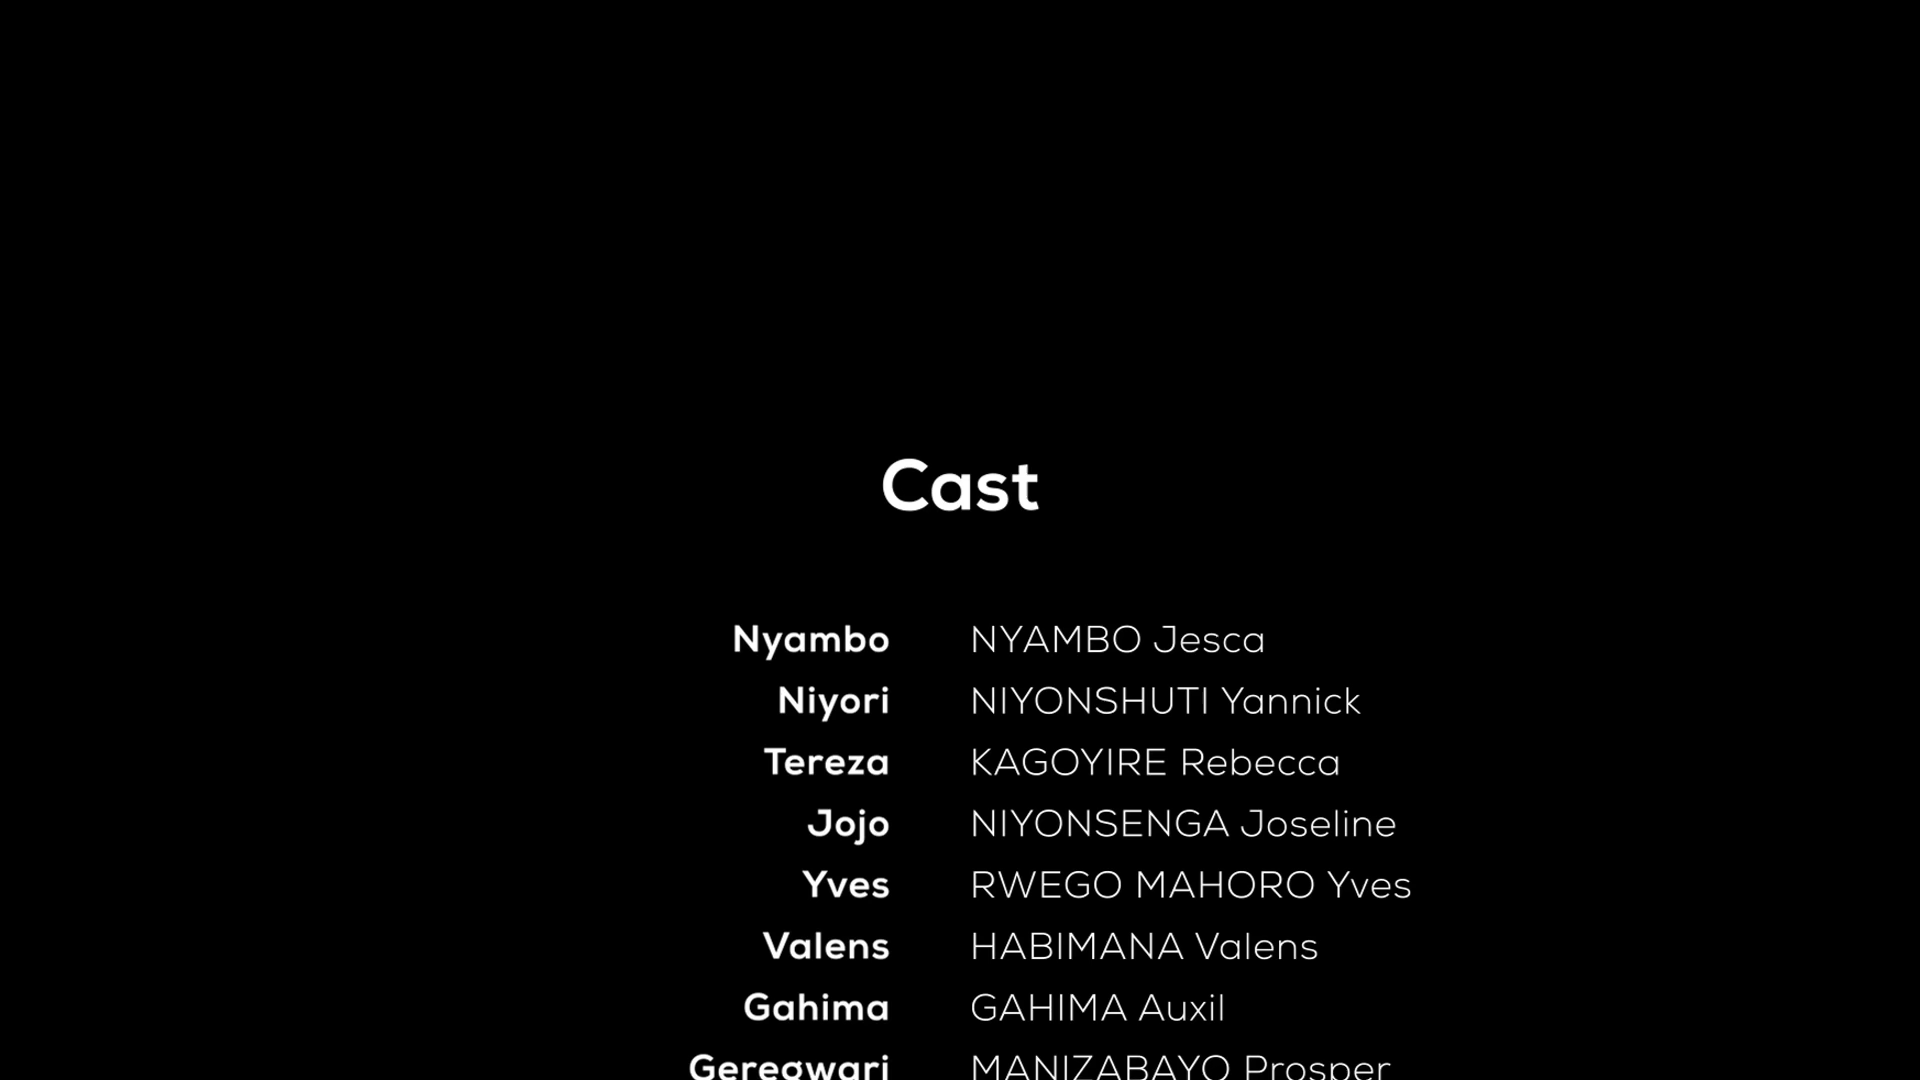 Cast
Nyambo NYAMBO Jesca
Niyori NIYONSHUTI Yannick
Tereza KAGOYIRE Rebecca
Jojo NIYONSENGA Joseline
Yves RWEGO MAHORO Yves
Valens HABIMANA Valens
Gahima GAHIMA Auxil
Geregwari MANIZABAYO Prosper